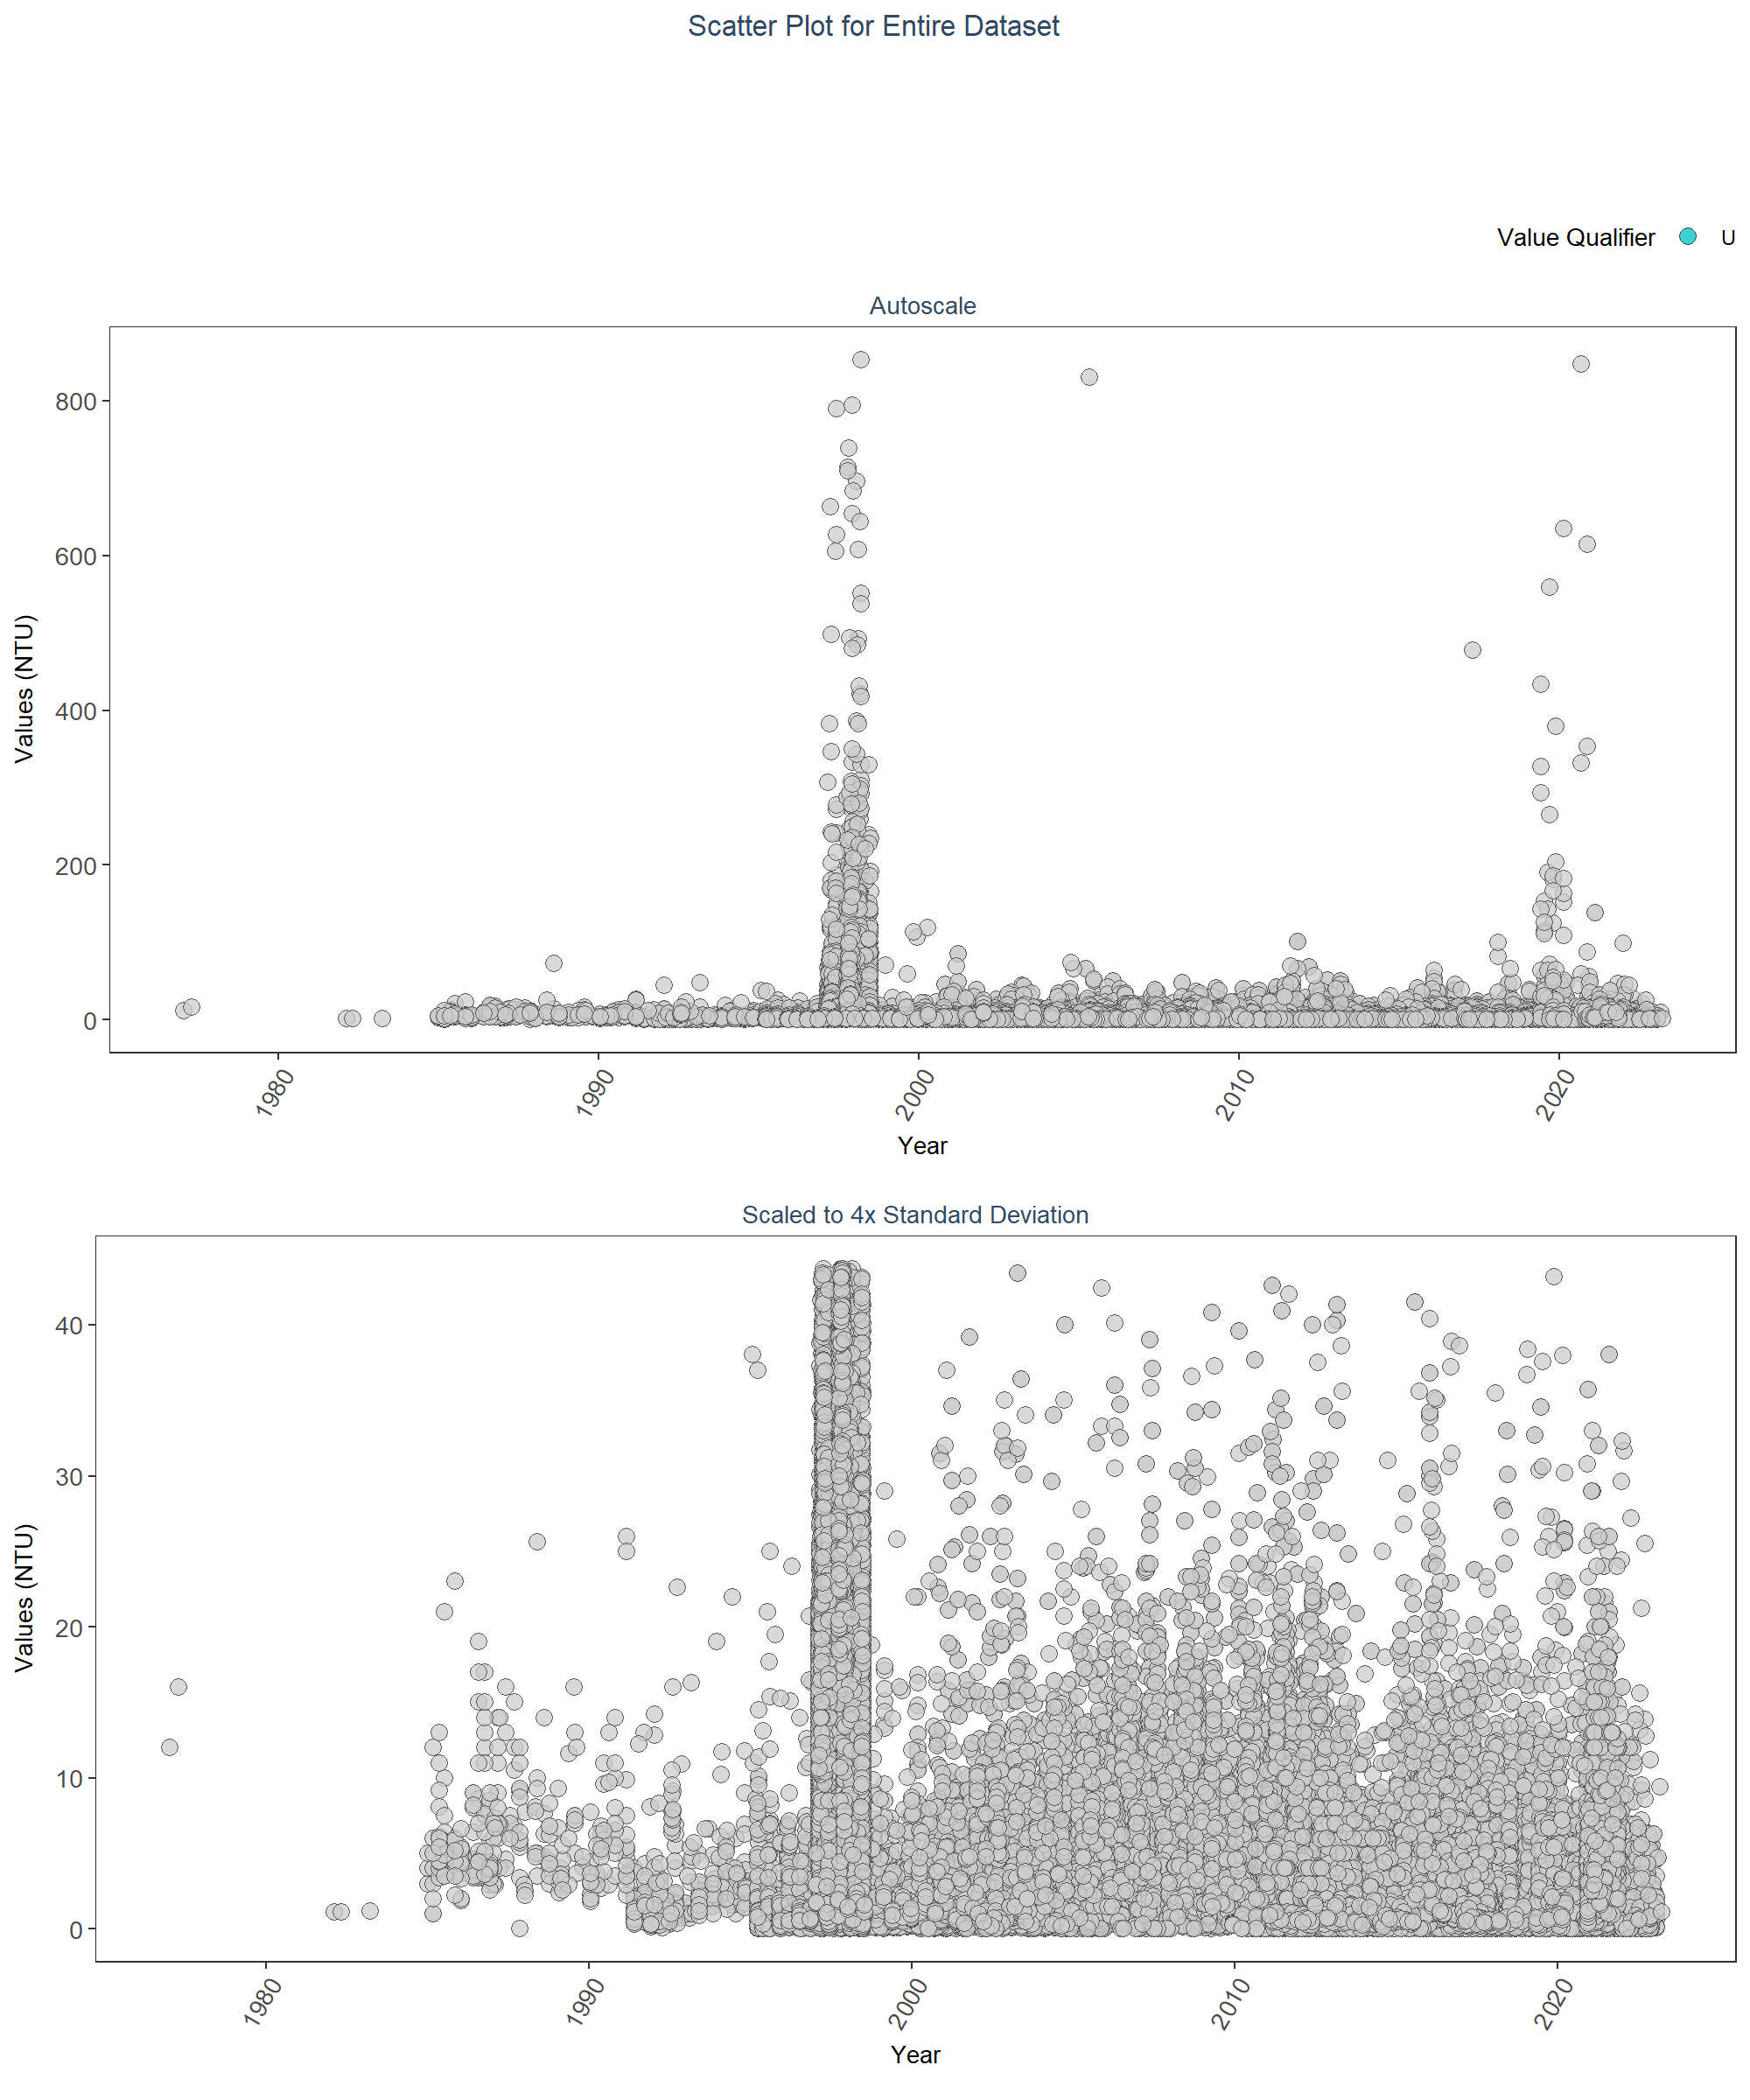 Scatter Plot for Entire Dataset
Value Qualifier U
Autoscale
800
600
400
200
0
Values (NTU)
1980 1990 2000 2010 2020
Year
Scaled to 4x Standard Deviation
40
30
20
10
0
Values (NTU)
1980 1990 2000 2010 2020
Year